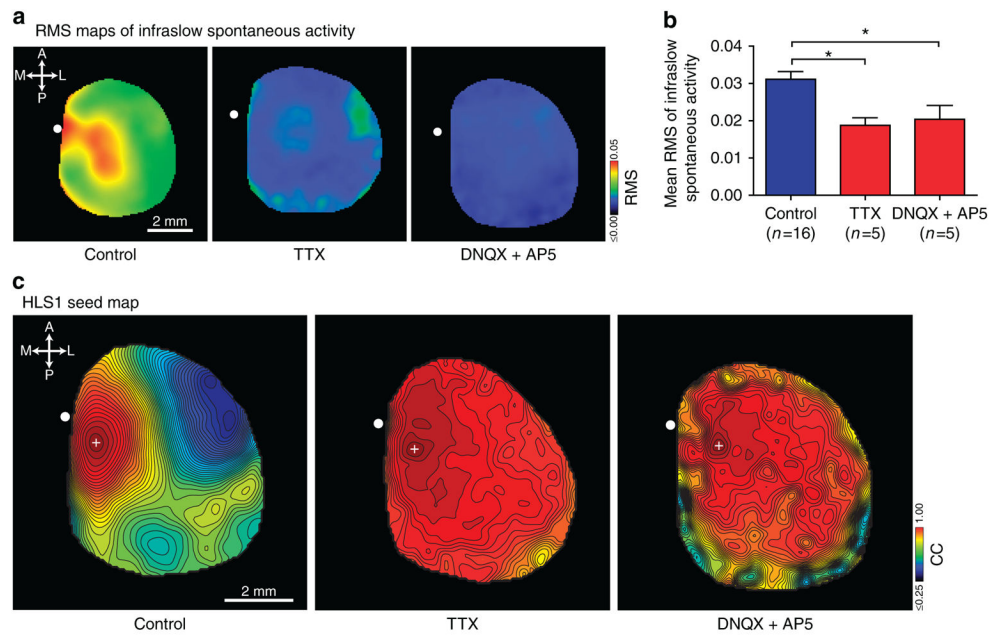 a
RMS maps of infraslow spontaneous activity
A
M L
P
2 mm
≤0.00 0.05
RMS
Control
TTX
DNQX + AP5
b
Mean RMS of infraslow
spontaneous activity
0.04
0.03
0.02
0.01
0.00
*
*
Control
(n=16)
TTX
(n=5)
DNQX + AP5
(n=5)
c
HLS1 seed map
A
M L
P
2 mm
≤0.25 1.00
CC
Control
TTX
DNQX + AP5